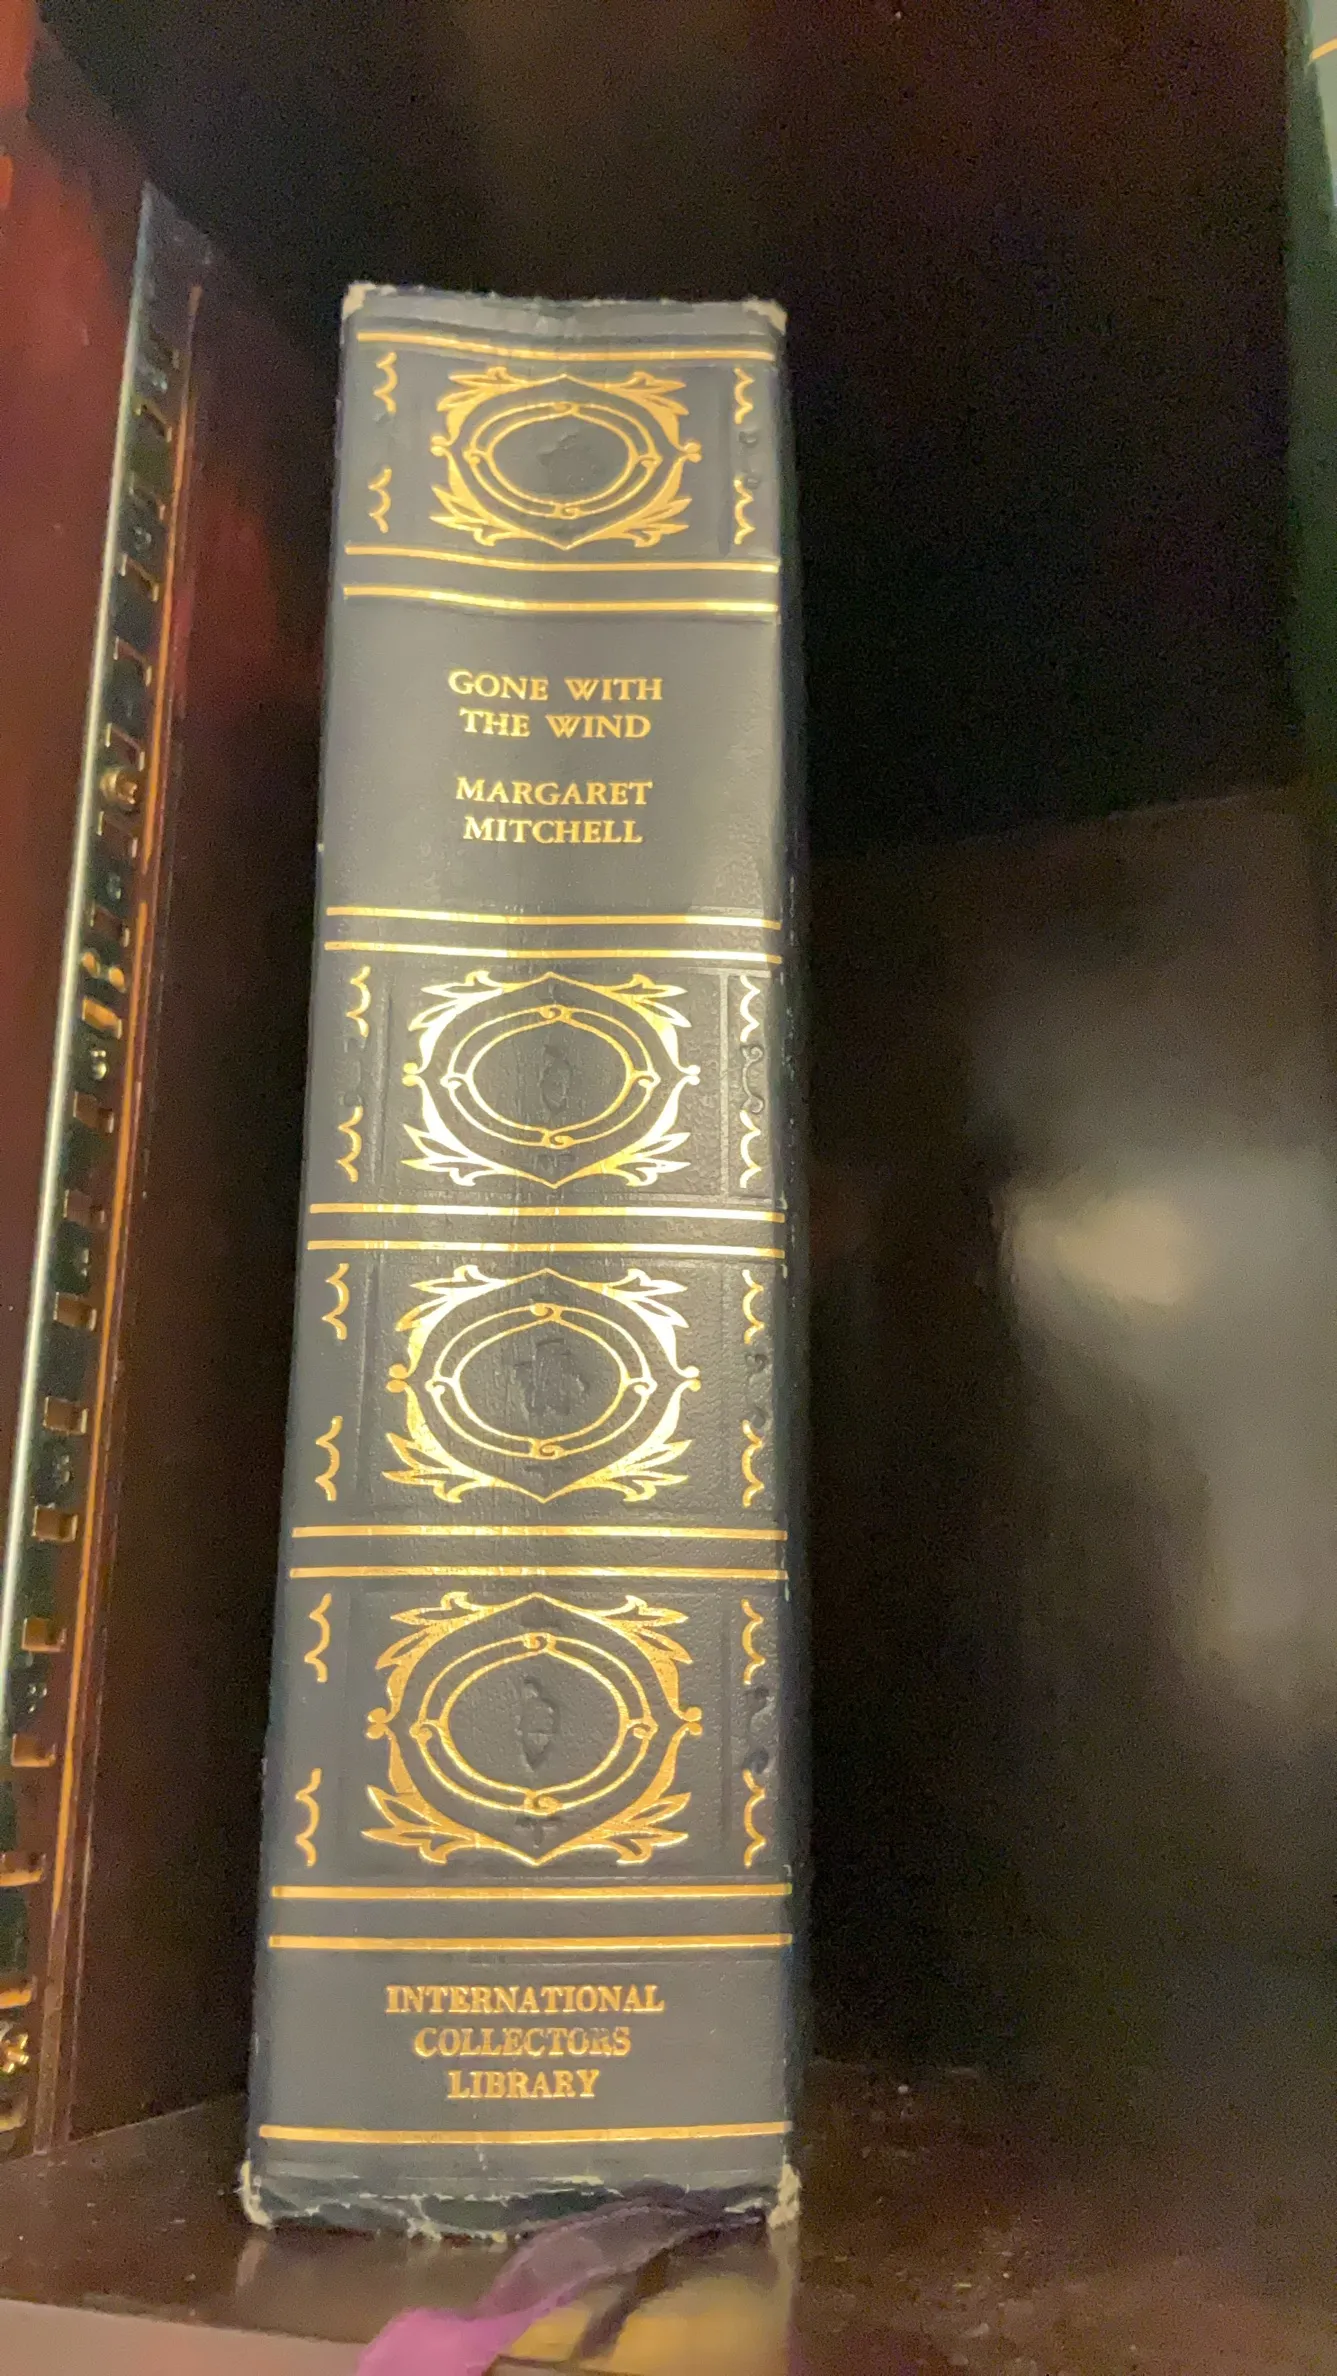 GONE WITH
THE WIND
MARGARET
MITCHELL
INTERNATIONAL
COLLECTORS
LIBRARY